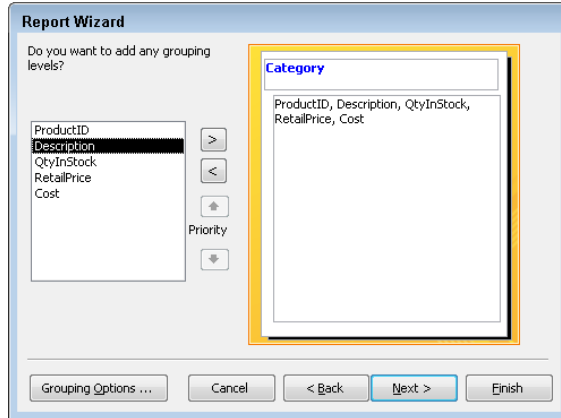 Report Wizard
Do you want to add any grouping
levels?
ProductID
Description
QtyInStock
RetailPrice
Cost
>
<
Priority
Category
ProductID, Description, QtyInStock,
RetailPrice, Cost
Grouping Options ...
Cancel
< Back
Next >
Finish